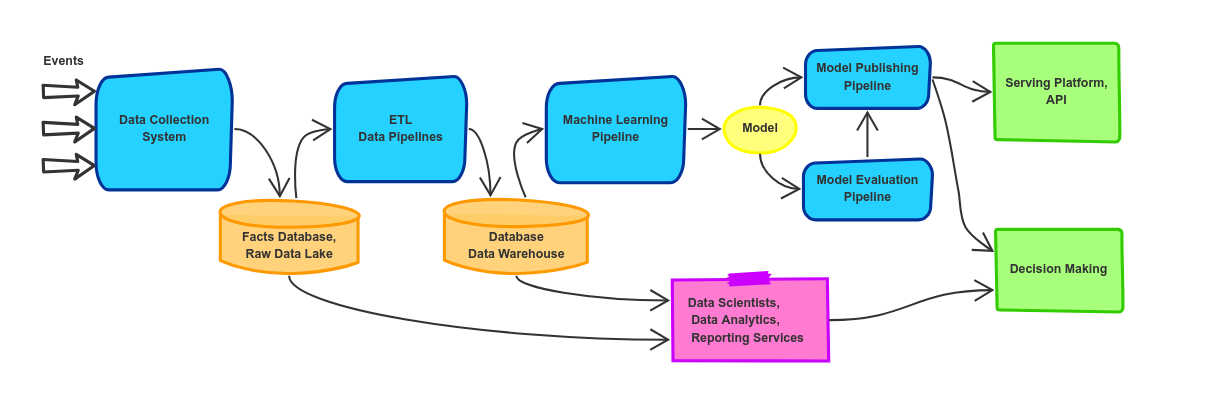 Events
Data Collection
System
ETL
Data Pipelines
Machine Learning
Pipeline
Model
Model Publishing
Pipeline
Model Evaluation
Pipeline
Serving Platform,
API
Facts Database,
Raw Data Lake
Database
Data Warehouse
Decision Making
Data Scientists,
Data Analytics,
Reporting Services